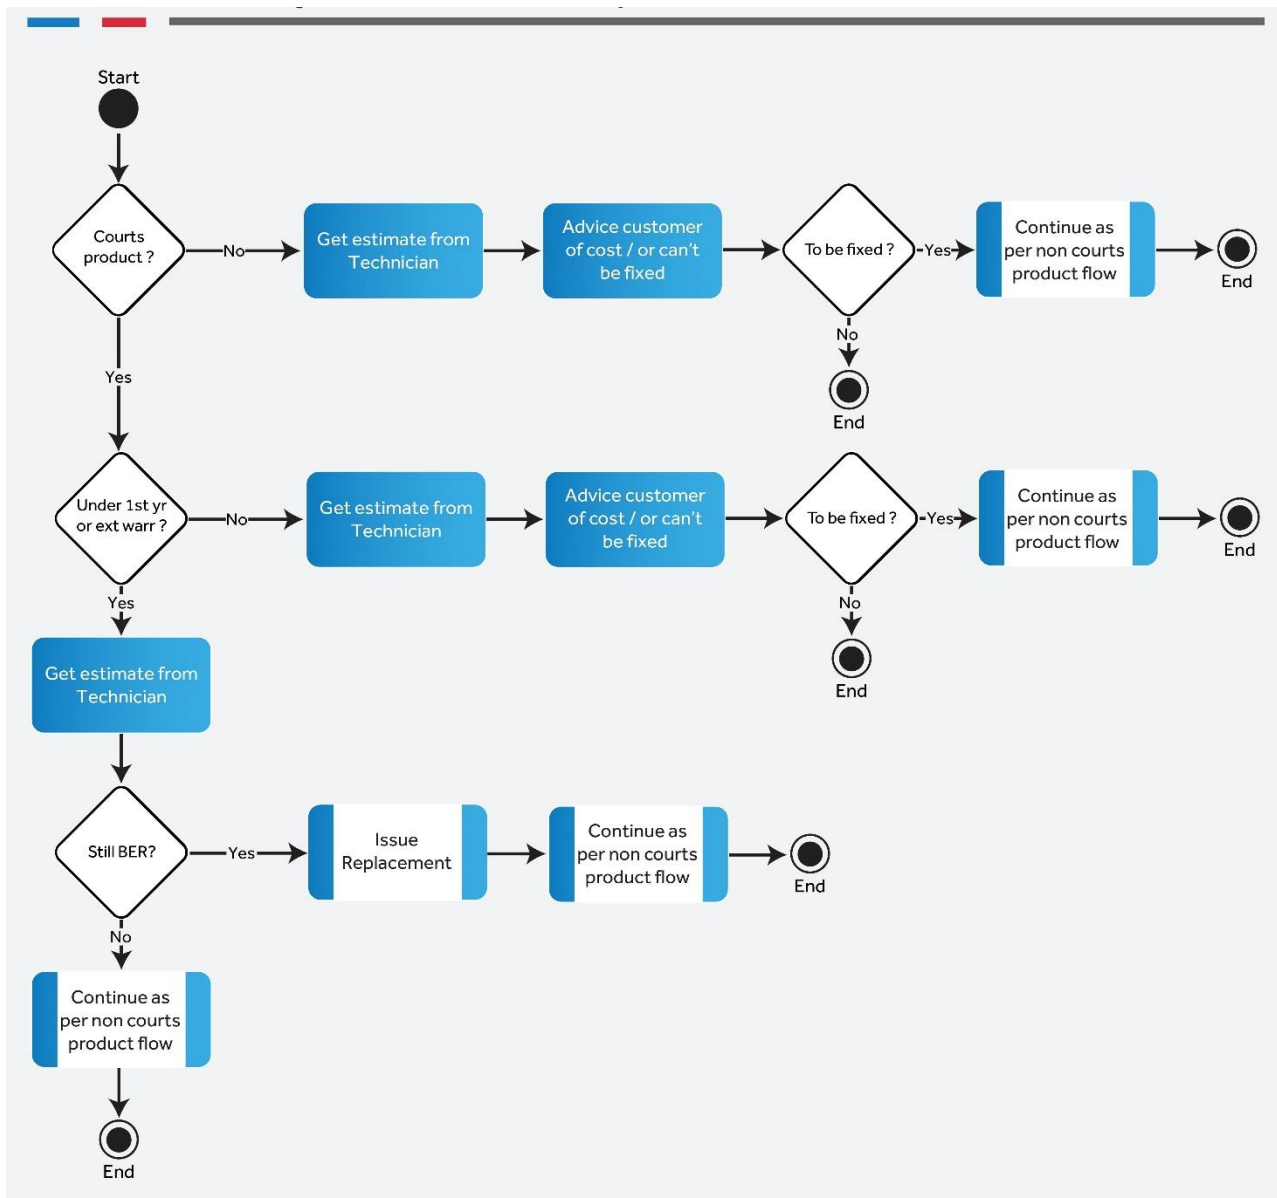 Start
Courts
product ?
No
Get estimate from
Technician
Advice customer
of cost / or can't
be fixed
To be fixed ?
Yes
Continue as
per non courts
product flow
End
No
End
Yes
Under 1st yr
or ext warr ?
No
Get estimate from
Technician
Advice customer
of cost / or can't
be fixed
To be fixed ?
Yes
Continue as
per non courts
product flow
End
No
End
Yes
Get estimate from
Technician
Still BER?
Yes
Issue
Replacement
Continue as
per non courts
product flow
End
No
Continue as
per non courts
product flow
End